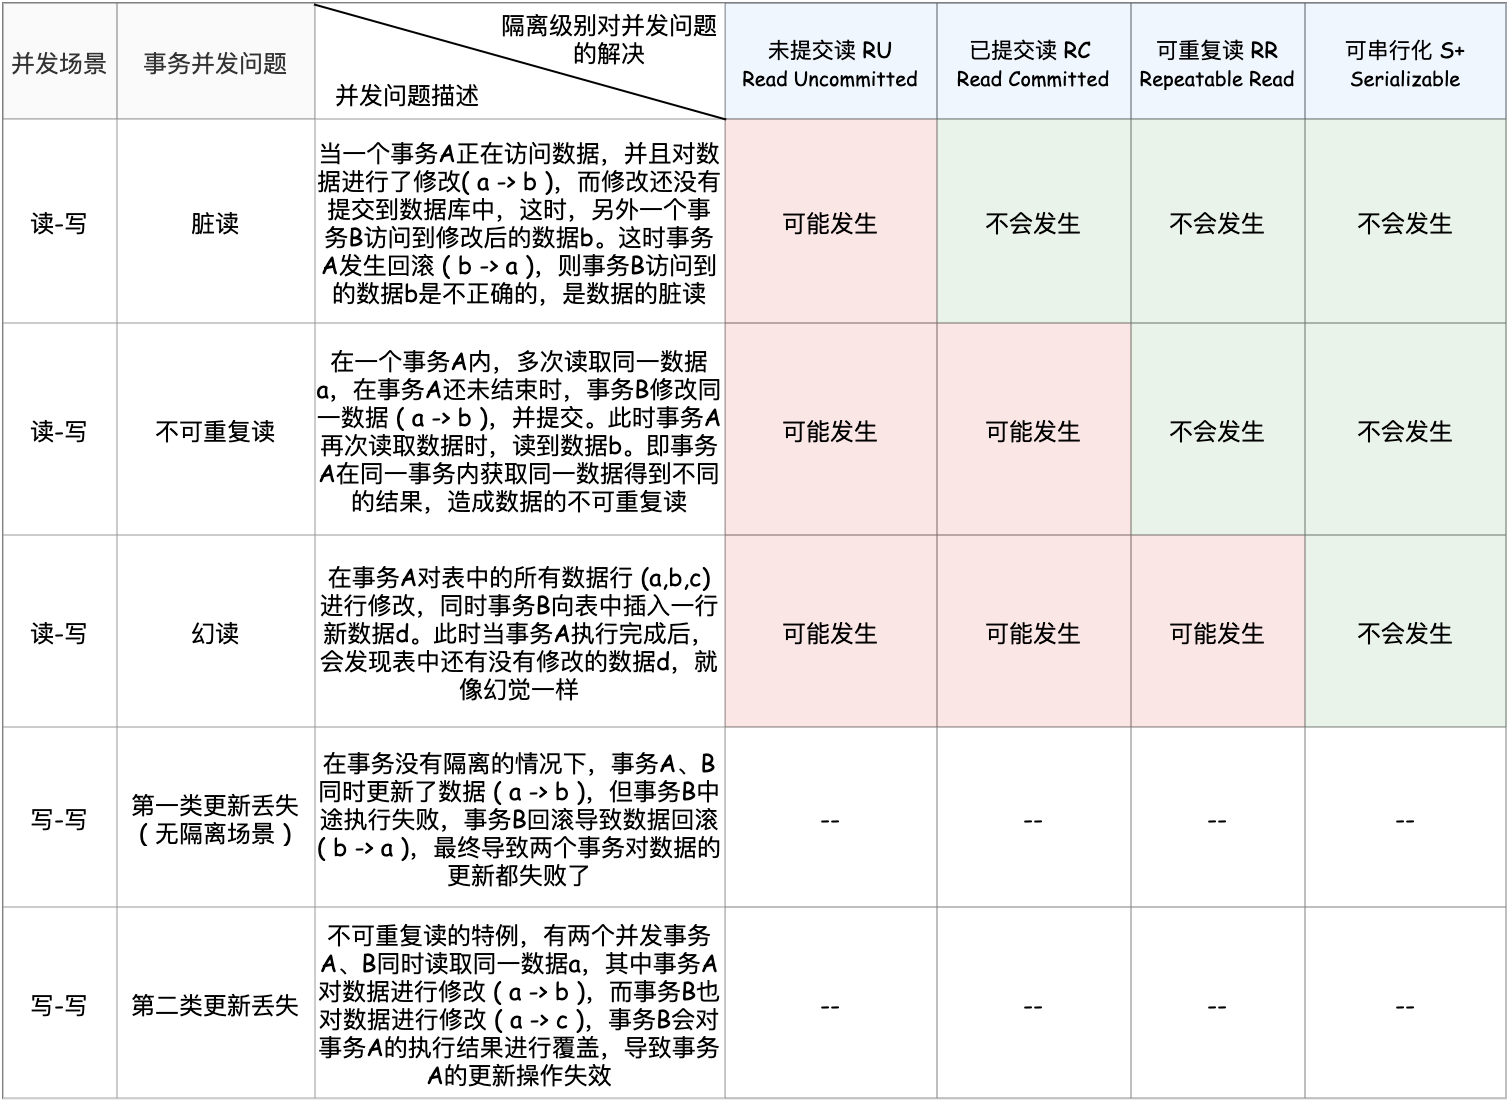 并发场景
事务并发问题
隔离级别对并发问题
的解决
并发问题描述
未提交读 RU
Read Uncommitted
已提交读 RC
Read Committed
可重复读 RR
Repeatable Read
可串行化 S+
Serializable
读-写
脏读
当一个事务A正在访问数据，并且对数
据进行了修改( a -> b )，而修改还没有
提交到数据库中，这时，另外一个事
务B访问到修改后的数据b。这时事务
A发生回滚 ( b -> a )，则事务B访问到
的数据b是不正确的，是数据的脏读
可能发生
不会发生
不会发生
不会发生
读-写
不可重复读
在一个事务A内，多次读取同一数据
a，在事务A还未结束时，事务B修改同
一数据 ( a -> b )，并提交。此时事务A
再次读取数据时，读到数据b。即事务
A在同一事务内获取同一数据得到不同
的结果，造成数据的不可重复读
可能发生
可能发生
不会发生
不会发生
读-写
幻读
在事务A对表中的所有数据行 (a,b,c)
进行修改，同时事务B向表中插入一行
新数据d。此时当事务A执行完成后，
会发现表中还有没有修改的数据d，就
像幻觉一样
可能发生
可能发生
可能发生
不会发生
写-写
第一类更新丢失
( 无隔离场景 )
在事务没有隔离的情况下，事务A、B
同时更新了数据 ( a -> b )，但事务B中
途执行失败，事务B回滚导致数据回滚
( b -> a )，最终导致两个事务对数据的
更新都失败了
--
--
--
--
写-写
第二类更新丢失
不可重复读的特例，有两个并发事务
A、B同时读取同一数据a，其中事务A
对数据进行修改 ( a -> b )，而事务B也
对数据进行修改 ( a -> c )，事务B会对
事务A的执行结果进行覆盖，导致事务
A的更新操作失效
--
--
--
--